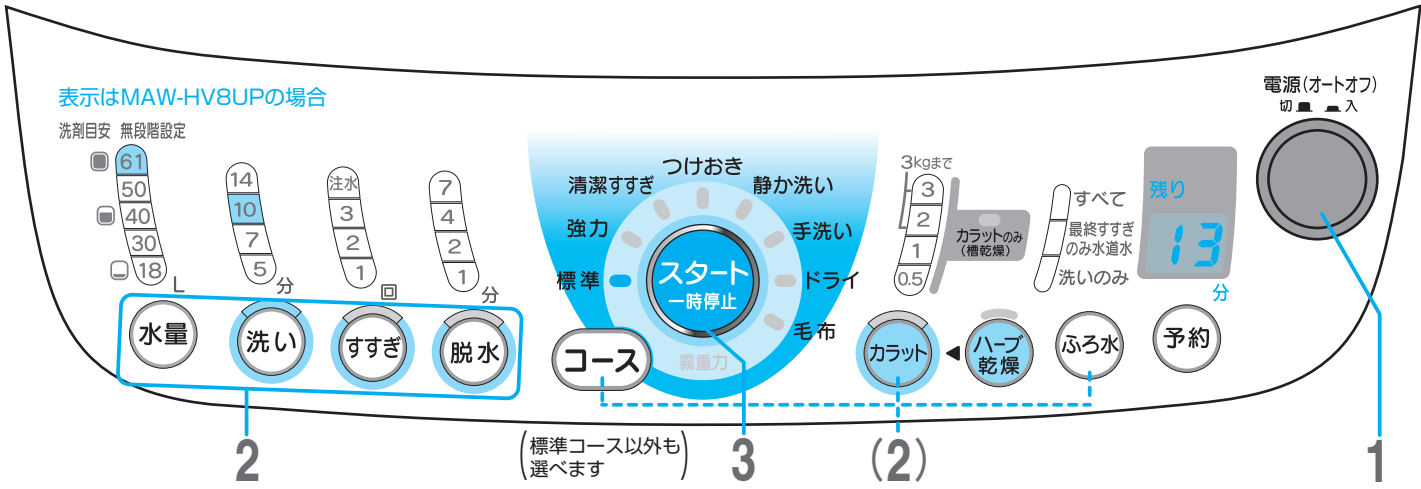 表示はMAW-HV8UPの場合
洗剤目安 無段階設定
61
50
40
30
18
L
水量
14
10
7
5
分
洗い
注水
3
2
1
回
すすぎ
7
4
2
1
分
脱水
2
つけおき
清潔すすぎ
静か洗い
強力
手洗い
標準
ドライ
毛布
スタート
一時停止
コース
霧重力
(標準コース以外も
選べます)
3
3kgまで
3
2
1
0.5
カラットのみ
(槽乾燥)
カラット
ハーブ
乾燥
(2)
すべて
最終すすぎ
のみ水道水
洗いのみ
ふろ水
残り
13
分
予約
電源(オートオフ)
切 入
1